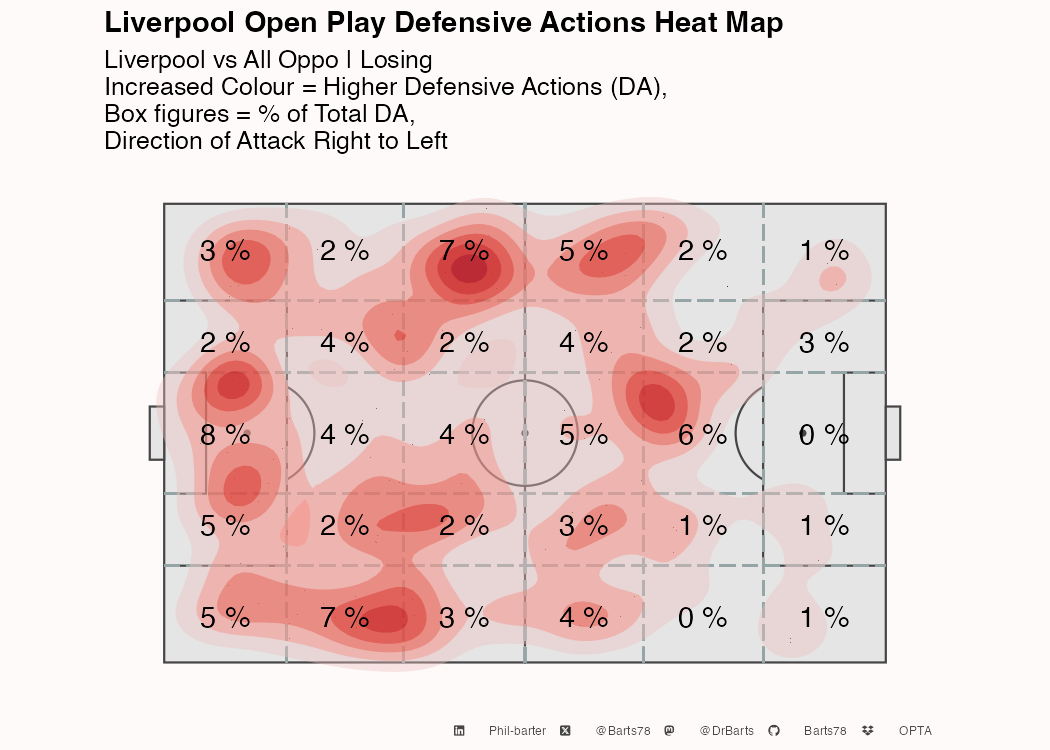 Liverpool Open Play Defensive Actions Heat Map
Liverpool vs All Oppo | Losing
Increased Colour = Higher Defensive Actions (DA),
Box figures = % of Total DA,
Direction of Attack Right to Left
3 % 2 % 7 % 5 % 2 % 1 %
2 % 4 % 2 % 4 % 2 % 3 %
8 % 4 % 4 % 5 % 6 % 0 %
5 % 2 % 2 % 3 % 1 % 1 %
5 % 7 % 3 % 4 % 0 % 1 %
Phil-barter @Barts78 @DrBarts Barts78 OPTA